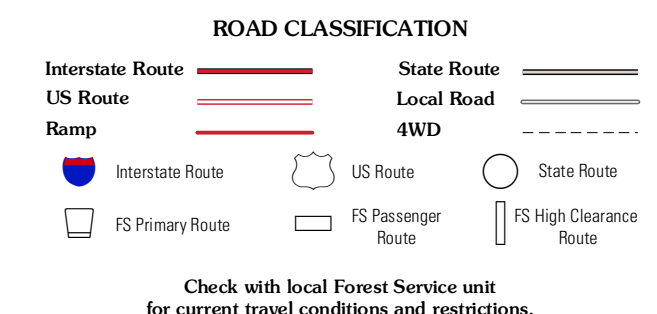 ROAD CLASSIFICATION
Interstate Route
State Route
US Route
Local Road
Ramp
4WD
Interstate Route
US Route
State Route
FS Primary Route
FS Passenger
Route
FS High Clearance
Route
Check with local Forest Service unit
for current travel conditions and restrictions.